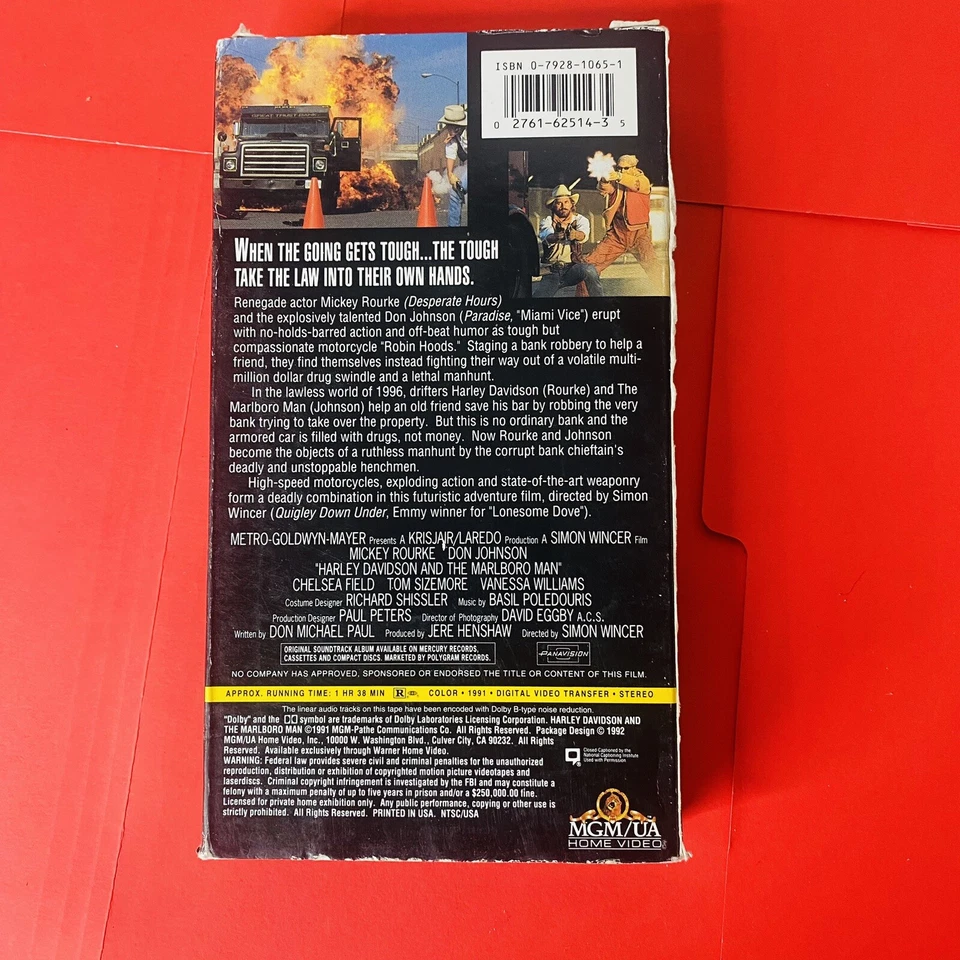 ISBN 0-7928-1065-1
0 2761-62514-3 5
WHEN THE GOING GETS TOUGH...THE TOUGH
TAKE THE LAW INTO THEIR OWN HANDS.
Renegade actor Mickey Rourke (Desperate Hours)
and the explosively talented Don Johnson (Paradise, "Miami Vice") erupt
with no-holds-barred action and off-beat humor as tough but
compassionate motorcycle "Robin Hoods." Staging a bank robbery to help a
friend, they find themselves instead fighting their way out of a volatile multi-
million dollar drug swindle and a lethal manhunt.
In the lawless world of 1996, drifters Harley Davidson (Rourke) and The
Marlboro Man (Johnson) help an old friend save his bar by robbing the very
bank trying to take over the property. But this is no ordinary bank and the
armored car is filled with drugs, not money. Now Rourke and Johnson
become the objects of a ruthless manhunt by the corrupt bank chieftain's
deadly and unstoppable henchmen.
High-speed motorcycles, exploding action and state-of-the-art weaponry
form a deadly combination in this futuristic adventure film, directed by Simon
Wincer (Quigley Down Under, Emmy winner for "Lonesome Dove").
METRO-GOLDWYN-MAYER Presents A KRISJAIR/LAREDO Production A SIMON WINCER Film
MICKEY ROURKE DON JOHNSON
"HARLEY DAVIDSON AND THE MARLBORO MAN"
CHELSEA FIELD TOM SIZEMORE VANESSA WILLIAMS
Costume Designer RICHARD SHISSLER Music by BASIL POLEDOURIS
Production Designer PAUL PETERS Director of Photography DAVID EGGBY A.C.S.
Written by DON MICHAEL PAUL Produced by JERE HENSHAW Directed by SIMON WINCER
ORIGINAL SOUNDTRACK ALBUM AVAILABLE ON MERCURY RECORDS,
CASSETTES AND COMPACT DISCS. MARKETED BY POLYGRAM RECORDS.
PANAVISION
NO COMPANY HAS APPROVED, SPONSORED OR ENDORSED THE TITLE OR CONTENT OF THIS FILM.
APPROX. RUNNING TIME: 1 HR 38 MIN R COLOR • 1991 • DIGITAL VIDEO TRANSFER • STEREO
The linear audio tracks on this tape have been encoded with Dolby B-type noise reduction.
"Dolby" and the symbol are trademarks of Dolby Laboratories Licensing Corporation. HARLEY DAVIDSON AND
THE MARLBORO MAN ©1991 MGM-Pathe Communications Co. All Rights Reserved. Package Design © 1992
MGM/UA Home Video, Inc., 10000 W. Washington Blvd., Culver City, CA 90232. All Rights
Reserved. Available exclusively through Warner Home Video.
WARNING: Federal law provides severe civil and criminal penalties for the unauthorized
reproduction, distribution or exhibition of copyrighted motion picture videotapes and
laserdiscs. Criminal copyright infringement is investigated by the FBI and may constitute a
felony with a maximum penalty of up to five years in prison and/or a $250,000.00 fine.
Licensed for private home exhibition only. Any public performance, copying or other use is
strictly prohibited. All Rights Reserved. PRINTED IN USA. NTSC/USA
Closed Captioned by the
National Captioning Institute
Used with Permission
MGM/UA
HOME VIDEO